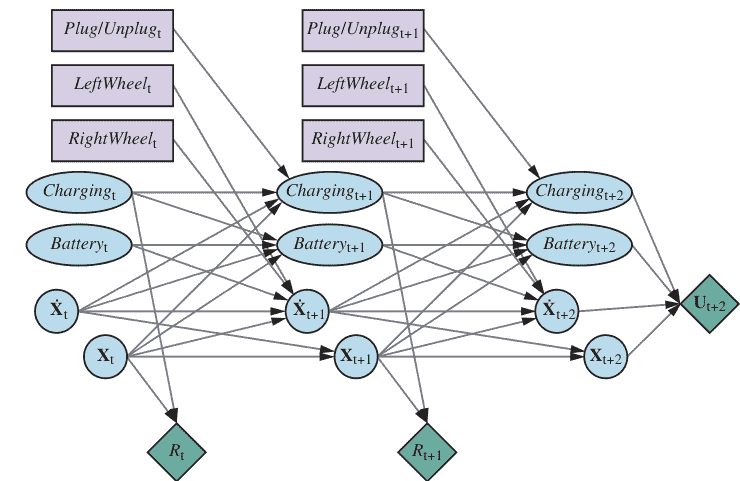 Plug/Unplug_t Plug/Unplug_t+1
LeftWheel_t LeftWheel_t+1
RightWheel_t RightWheel_t+1
Charging_t Charging_t+1 Charging_t+2
Battery_t Battery_t+1 Battery_t+2
Ẋ_t Ẋ_t+1 Ẋ_t+2 U_t+2
X_t X_t+1 X_t+2
R_t R_t+1